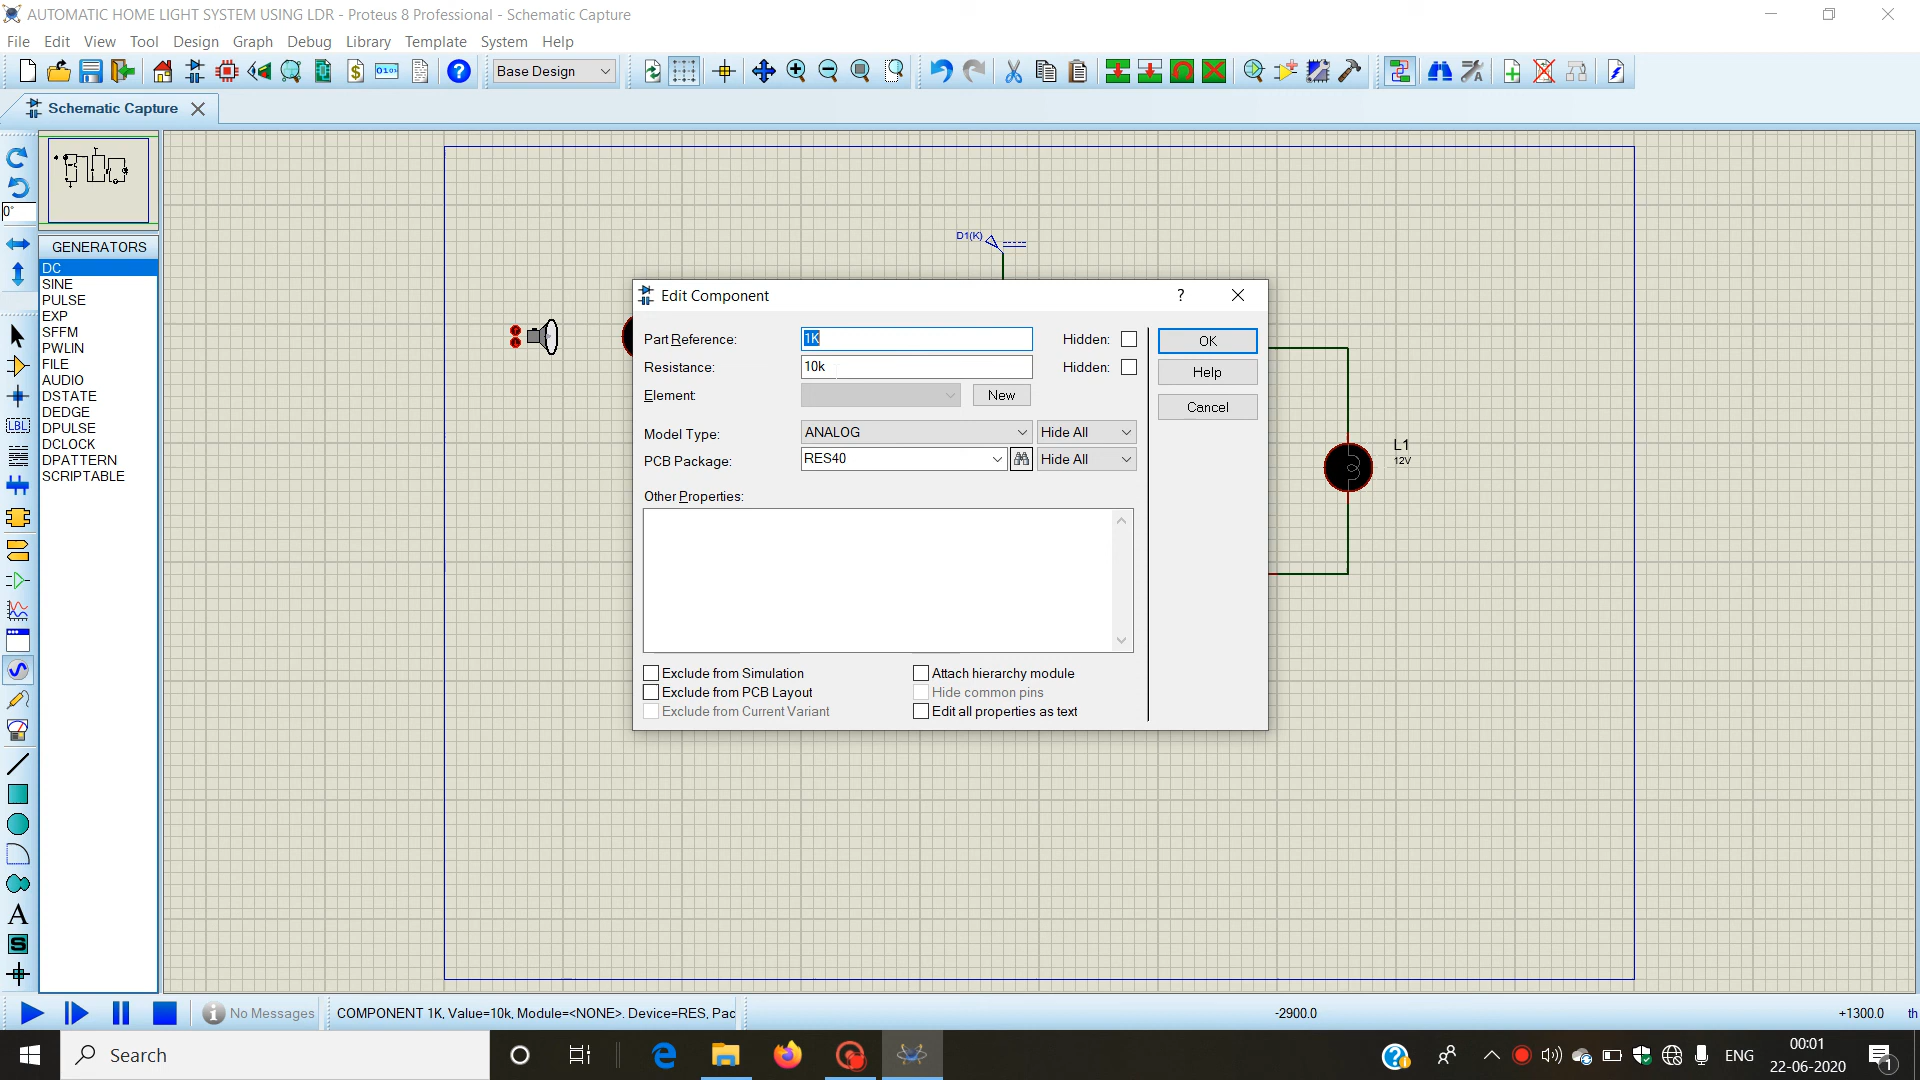 AUTOMATIC HOME LIGHT SYSTEM USING LDR - Proteus 8 Professional - Schematic Capture
File Edit View Tool Design Graph Debug Library Template System Help
Base Design
Schematic Capture
0°
GENERATORS
DC
SINE
PULSE
EXP
SFFM
PWLIN
FILE
AUDIO
DSTATE
DEDGE
DPULSE
DCLOCK
DPATTERN
SCRIPTABLE
LBL
A
S
D1(K)
L1
12V
Edit Component
?
Part Reference: 1K Hidden:
Resistance: 10k Hidden:
Element: New
Model Type: ANALOG Hide All
PCB Package: RES40 Hide All
Other Properties:
Exclude from Simulation
Exclude from PCB Layout
Exclude from Current Variant
Attach hierarchy module
Hide common pins
Edit all properties as text
OK
Help
Cancel
No Messages COMPONENT 1K, Value=10k, Module=<NONE>. Device=RES, Pac -2900.0 +1300.0 th
Search
ENG
00:01
22-06-2020
1